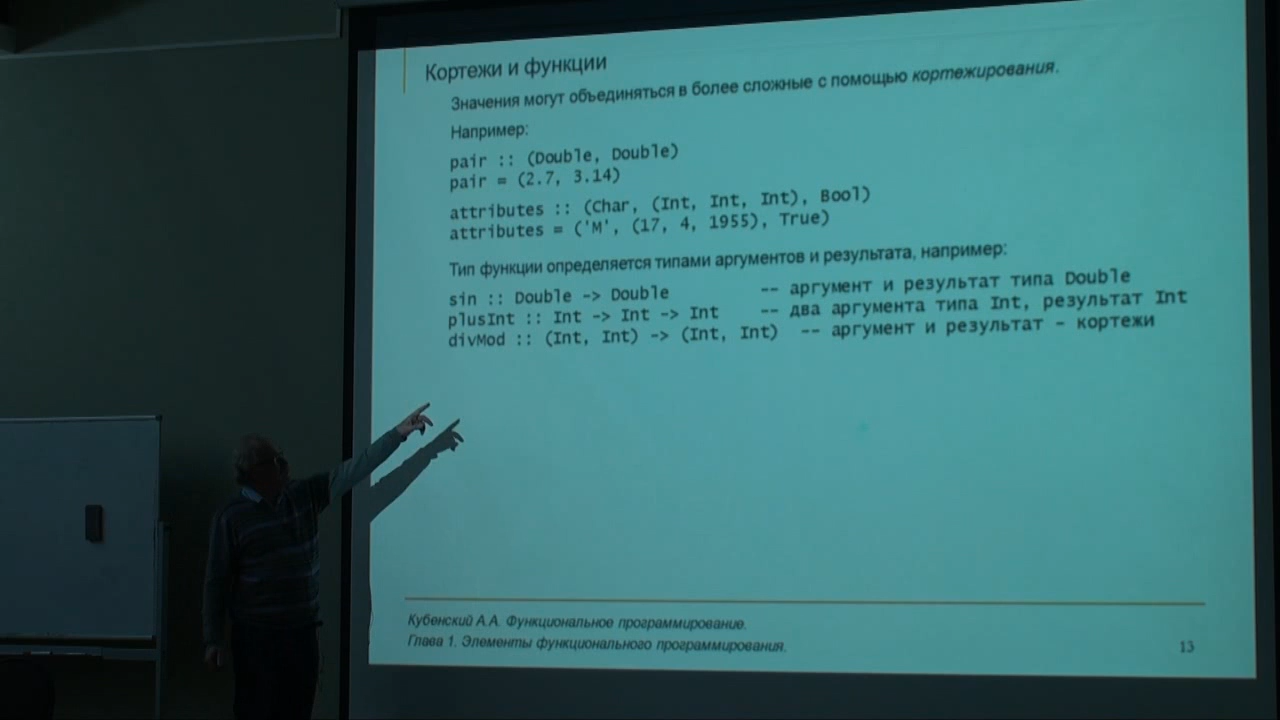 Кортежи и функции
Значения могут объединяться в более сложные с помощью кортежирования.
Например:
pair :: (Double, Double)
pair = (2.7, 3.14)
attributes :: (Char, (Int, Int, Int), Bool)
attributes = ('M', (17, 4, 1955), True)
Тип функции определяется типами аргументов и результата, например:
sin :: Double -> Double -- аргумент и результат типа Double
plusInt :: Int -> Int -> Int -- два аргумента типа Int, результат Int
divMod :: (Int, Int) -> (Int, Int) -- аргумент и результат - кортежи
Кубенский А.А. Функциональное программирование.
Глава 1. Элементы функционального программирования.
13